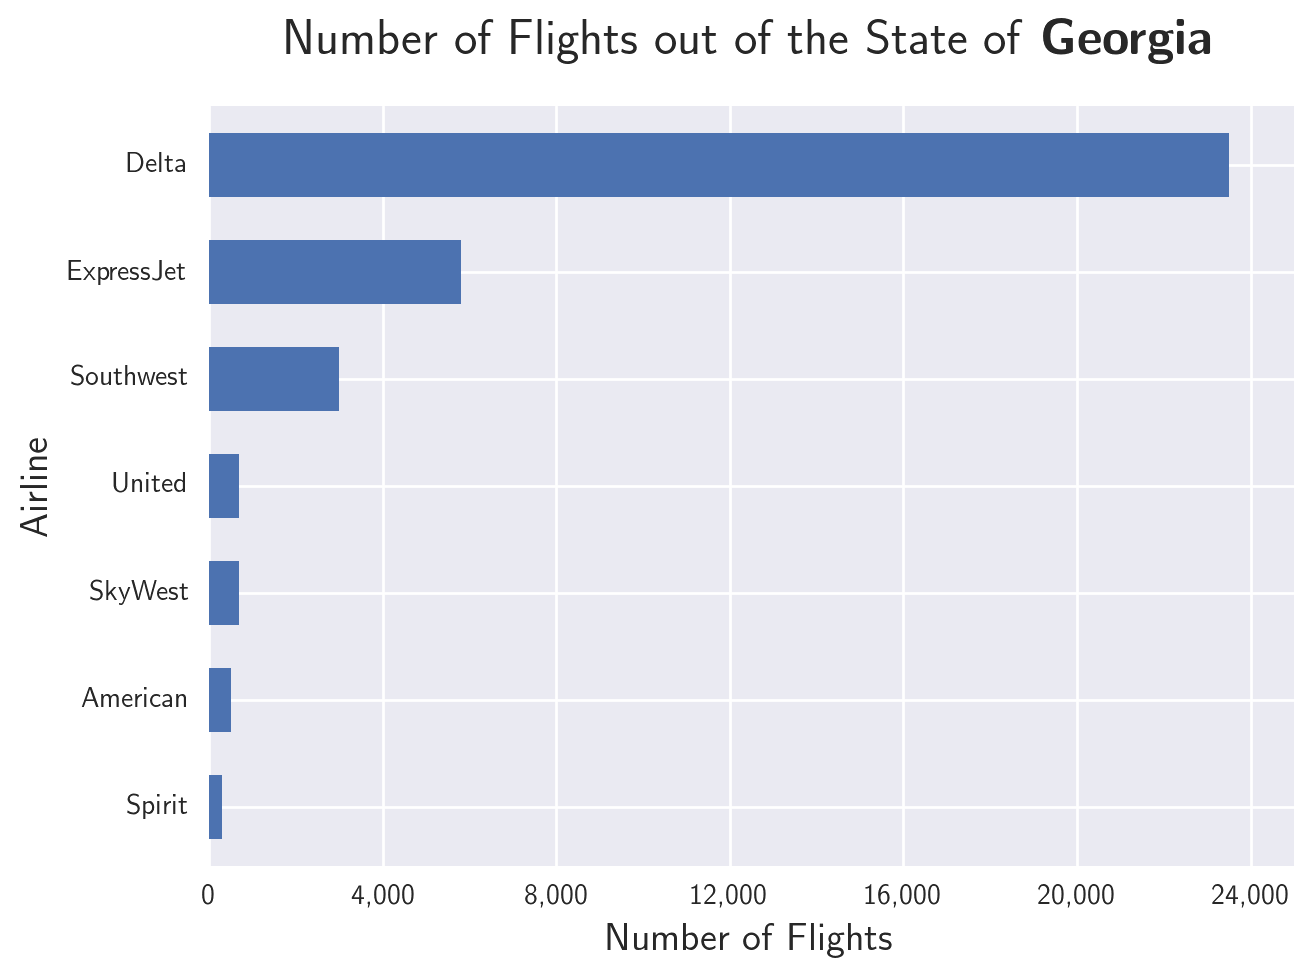 Number of Flights out of the State of Georgia
Delta
ExpressJet
Southwest
United
SkyWest
American
Spirit
Airline
0 4,000 8,000 12,000 16,000 20,000 24,000
Number of Flights